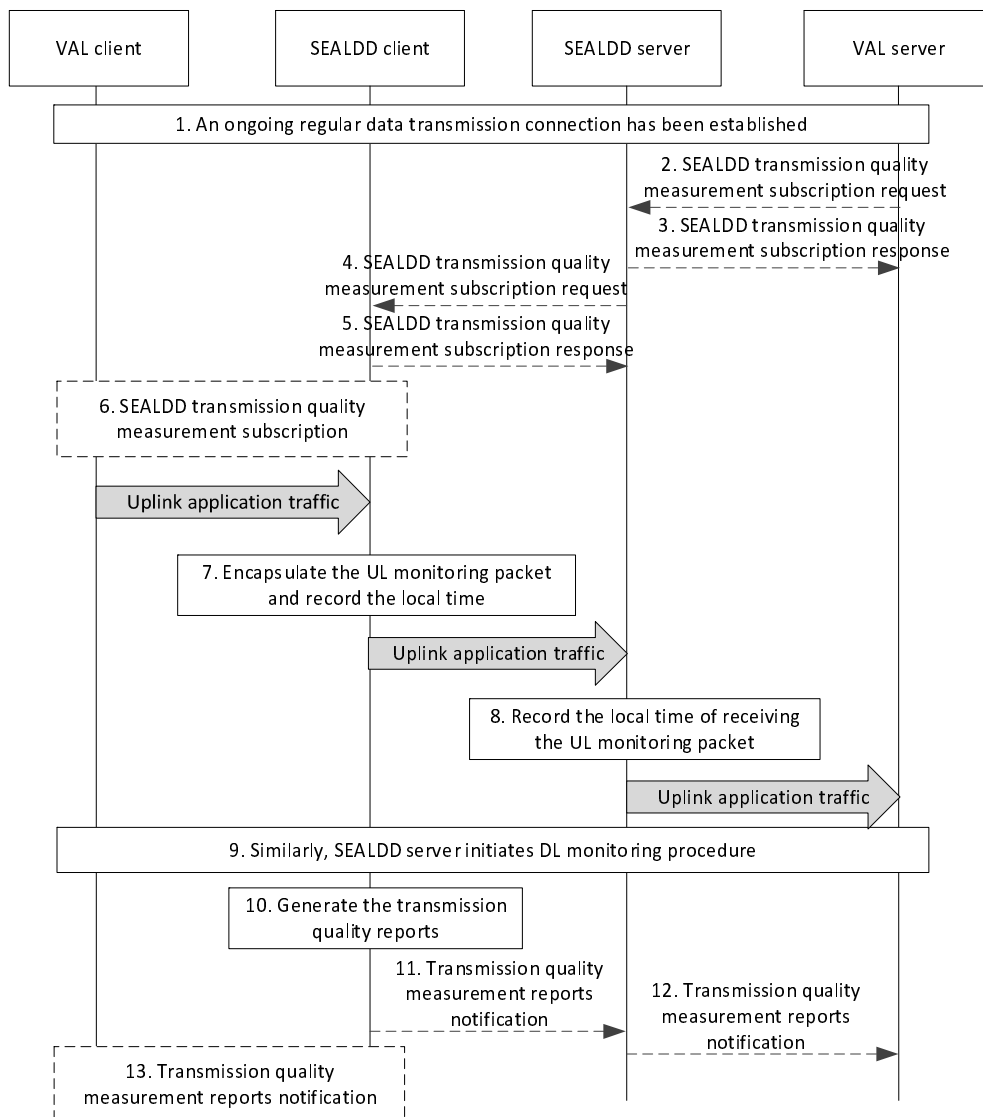 VAL client
SEALDD client
SEALDD server
VAL server
1. An ongoing regular data transmission connection has been established
2. SEALDD transmission quality
measurement subscription request
3. SEALDD transmission quality
measurement subscription response
4. SEALDD transmission quality
measurement subscription request
5. SEALDD transmission quality
measurement subscription response
6. SEALDD transmission quality
measurement subscription
Uplink application traffic
7. Encapsulate the UL monitoring packet
and record the local time
Uplink application traffic
8. Record the local time of receiving
the UL monitoring packet
Uplink application traffic
9. Similarly, SEALDD server initiates DL monitoring procedure
10. Generate the transmission
quality reports
11. Transmission quality
measurement reports
notification
12. Transmission quality
measurement reports
notification
13. Transmission quality
measurement reports notification